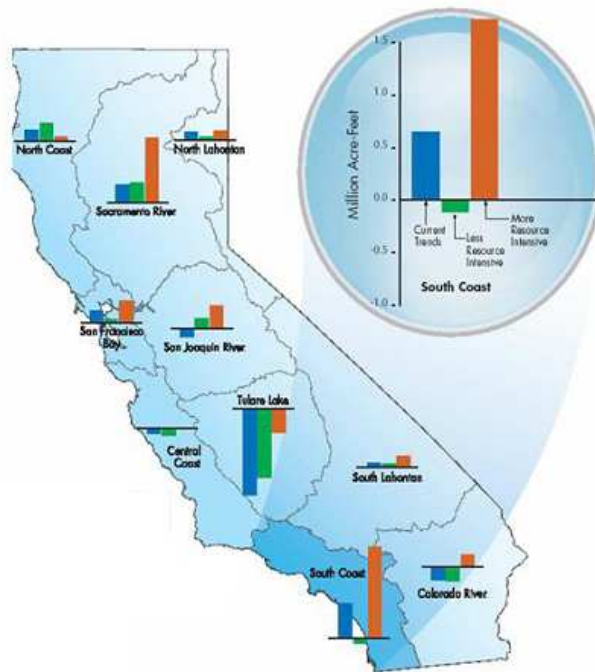 1.5
1.0
0.5
0.0
-0.5
-1.0
Million Acre-Feet
Current
Trends
Less
Resource
Intensive
More
Resource
Intensive
South Coast
North Coast
North Lahontan
Sacramento River
San Francisco
Bay
San Joaquin River
Tulare Lake
Central
Coast
South Lahontan
South Coast
Colorado River